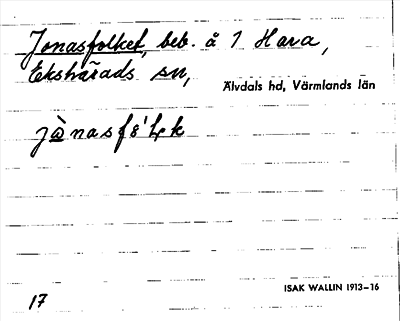 Jonasfolket, beb. å 1 Hara,
Ekshärads sn,
Älvdals hd, Värmlands län
ISAK WALLIN 1913–16
17